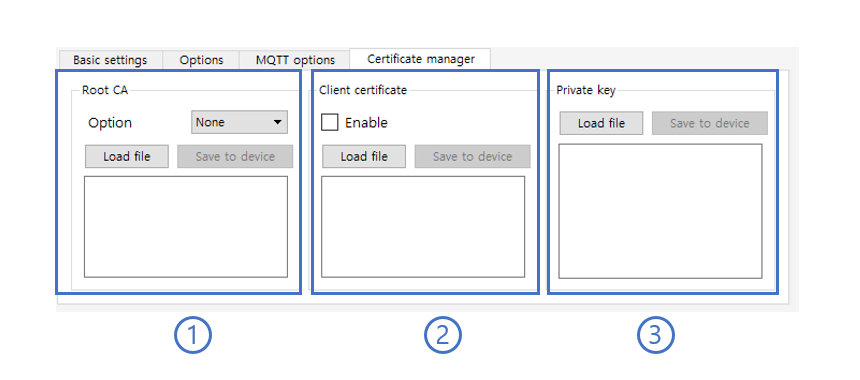 Basic settings Options MQTT options Certificate manager
Root CA
Option None
Load file Save to device
Client certificate
Enable
Load file Save to device
Private key
Load file Save to device
1 2 3